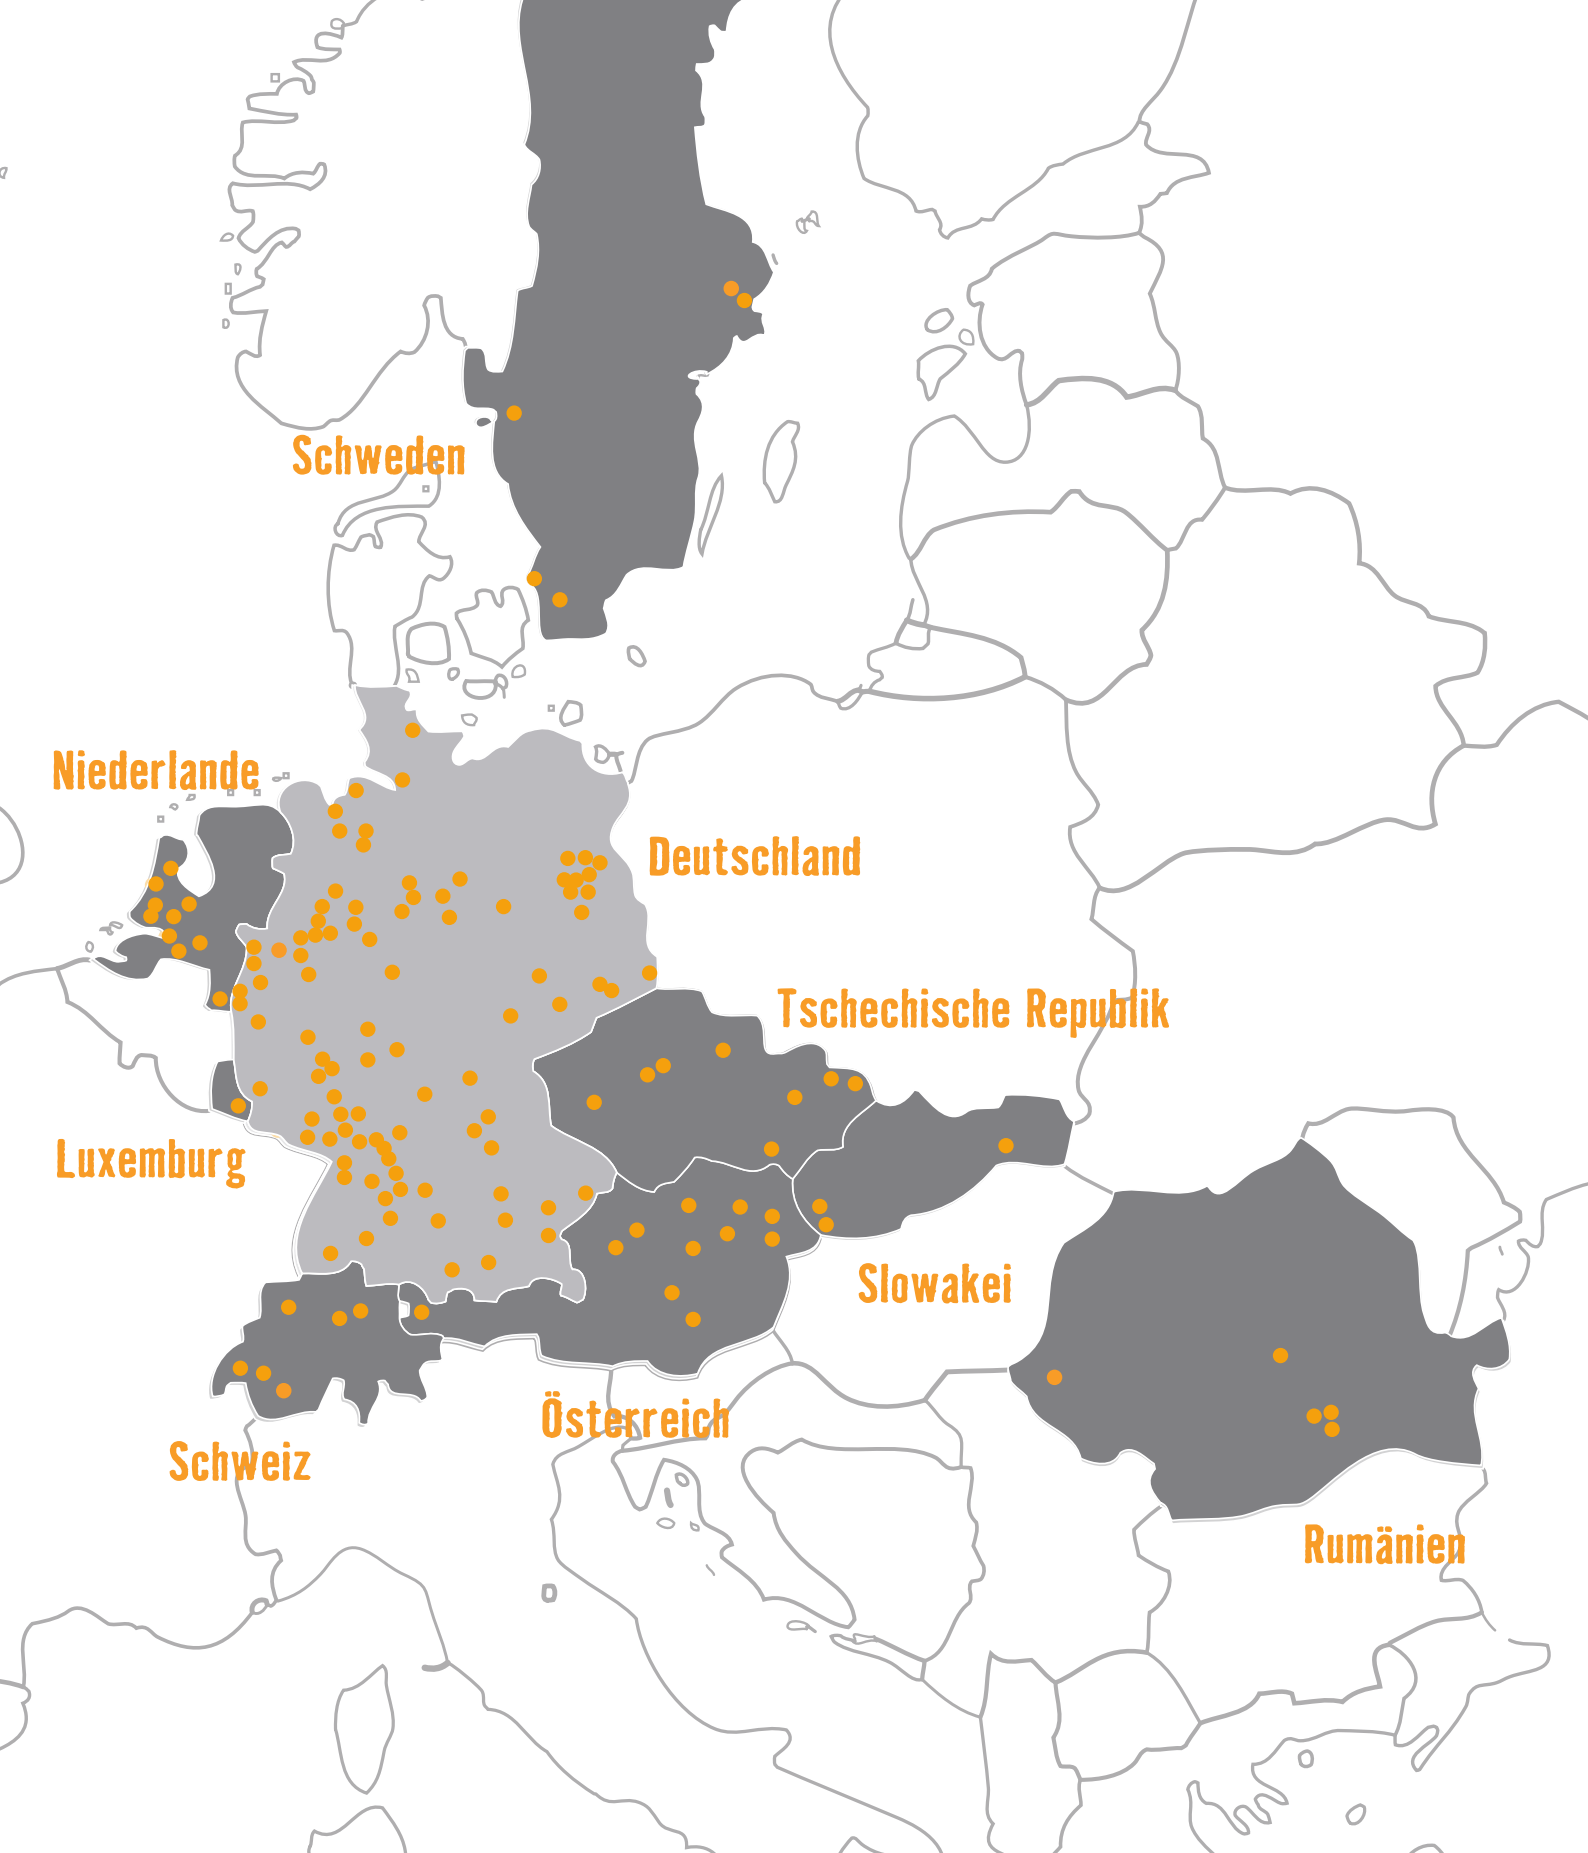 Schweden
Niederlande
Deutschland
Tschechische Republik
Luxemburg
Slowakei
Österreich
Schweiz
Rumänien